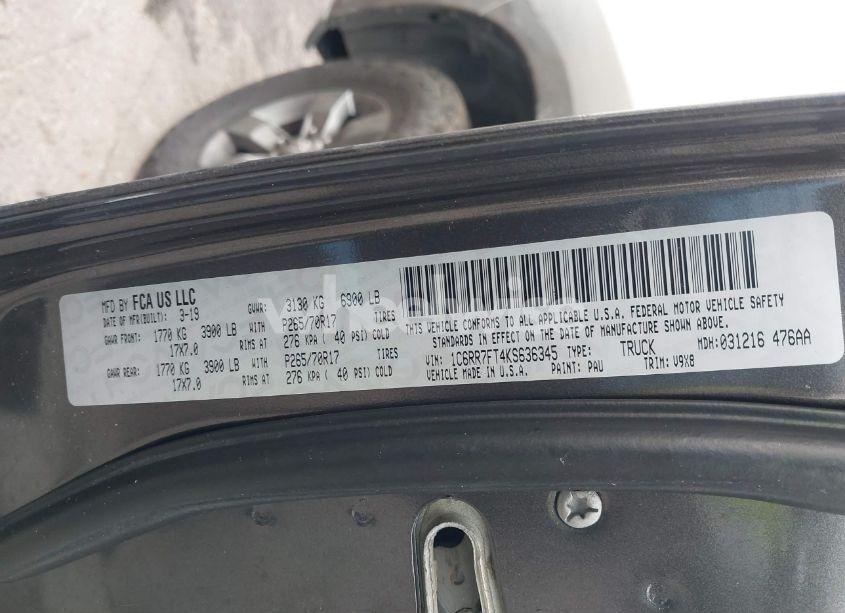 MFD BY FCA US LLC
DATE OF MFR(BUILT): 3-19
GVWR: 3130 KG 6900 LB
GAWR FRONT: 1770 KG 3900 LB WITH P265/70R17 TIRES
17X7.0 RIMS AT 276 KPA ( 40 PSI) COLD
GAWR REAR: 1770 KG 3900 LB WITH P265/70R17 TIRES
17X7.0 RIMS AT 276 KPA ( 40 PSI) COLD
THIS VEHICLE CONFORMS TO ALL APPLICABLE U.S.A. FEDERAL MOTOR VEHICLE SAFETY
STANDARDS IN EFFECT ON THE DATE OF MANUFACTURE SHOWN ABOVE.
VIN: 1C6RR7FT4KS636345 TYPE: TRUCK MDH: 031216 476AA
VEHICLE MADE IN U.S.A. PAINT: PAU TRIM: V9X8